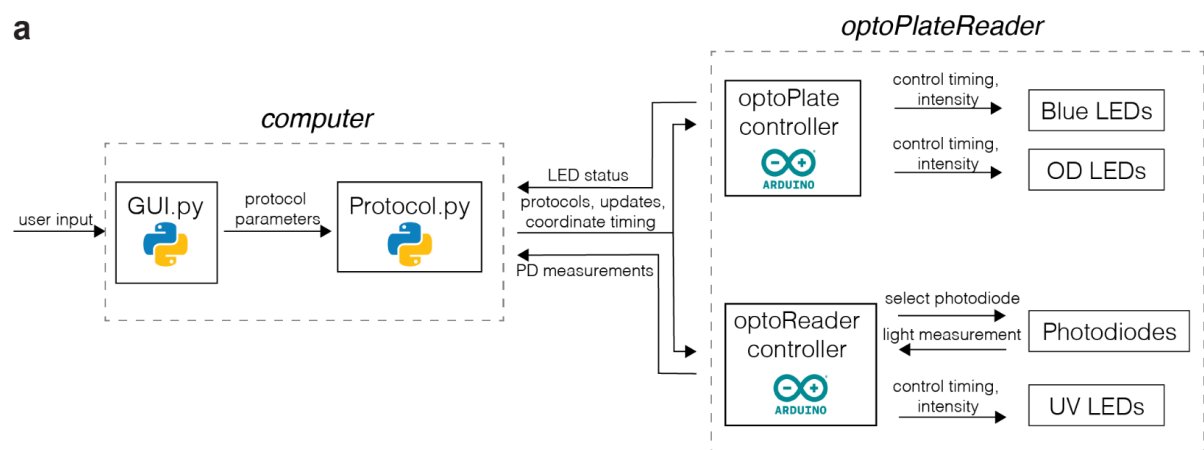 a
optoPlateReader
computer
user input
GUI.py
protocol
parameters
Protocol.py
LED status
protocols, updates,
coordinate timing
PD measurements
optoPlate
controller
ARDUINO
control timing,
intensity
Blue LEDs
control timing,
intensity
OD LEDs
optoReader
controller
ARDUINO
select photodiode
light measurement
Photodiodes
control timing,
intensity
UV LEDs